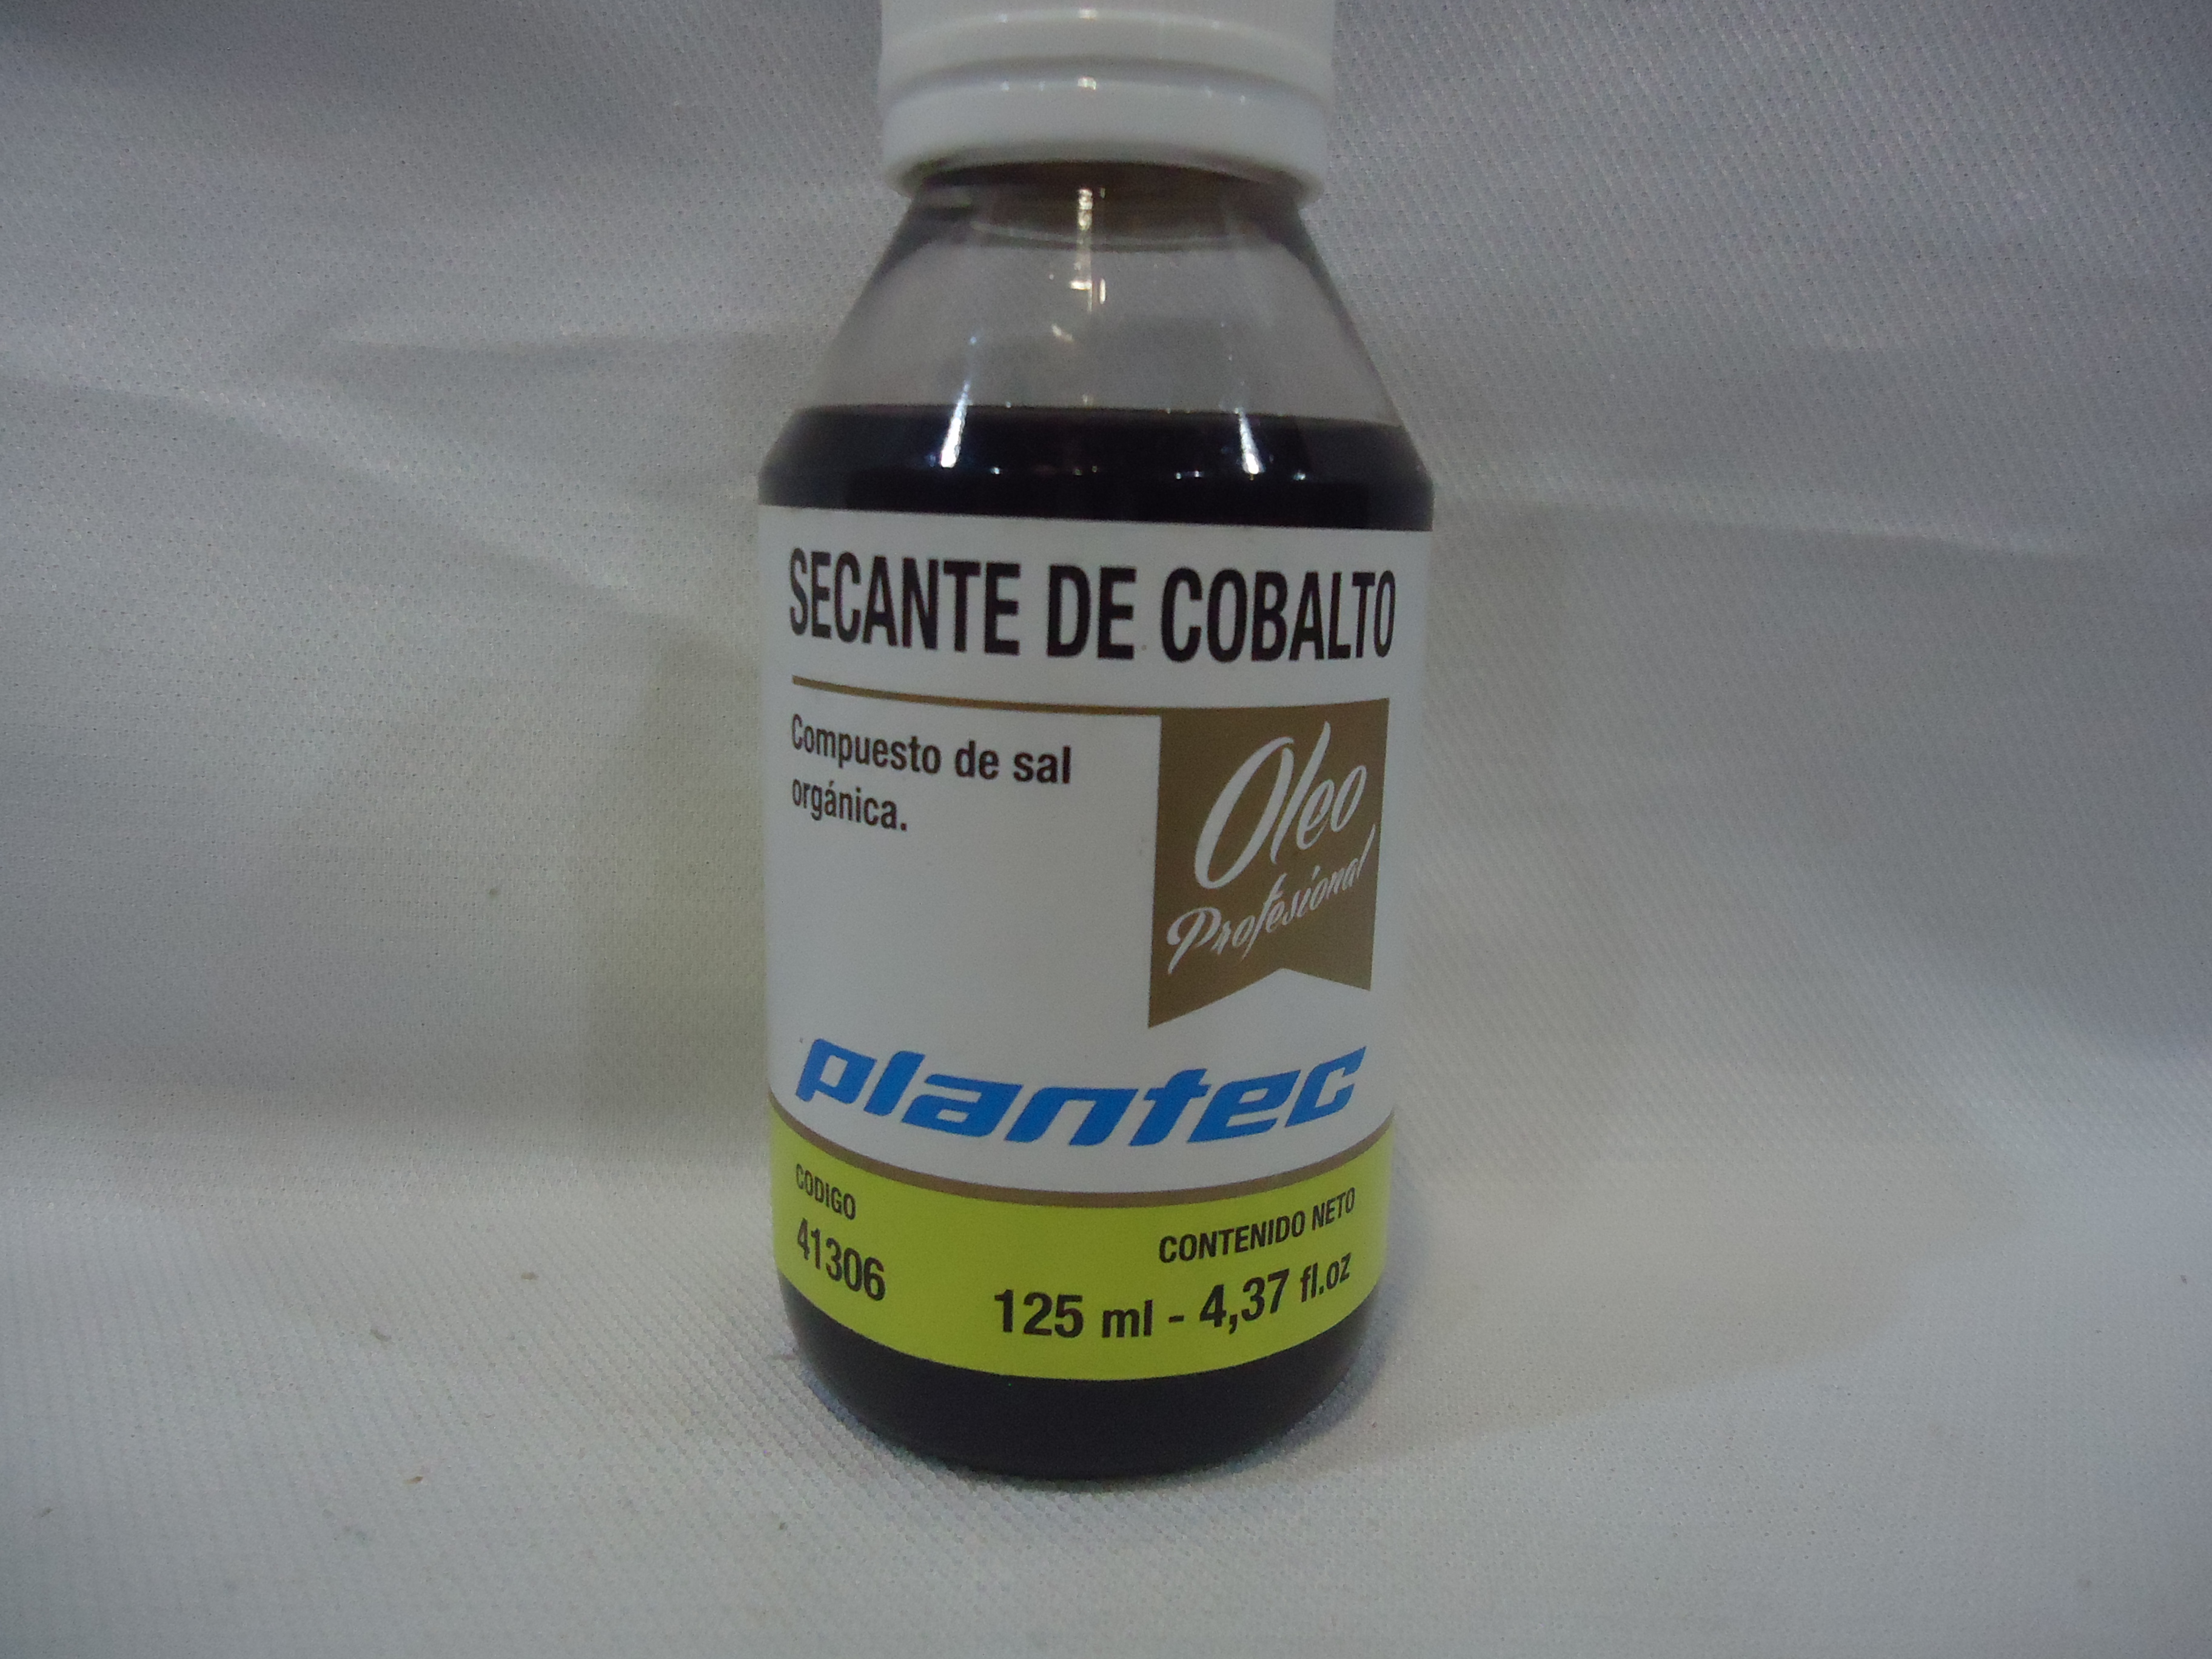 SECANTE DE COBALTO
Compuesto de sal
orgánica.
Oleo
Profesional
plantec
CODIGO
41306
CONTENIDO NETO
125 ml - 4,37 fl.oz